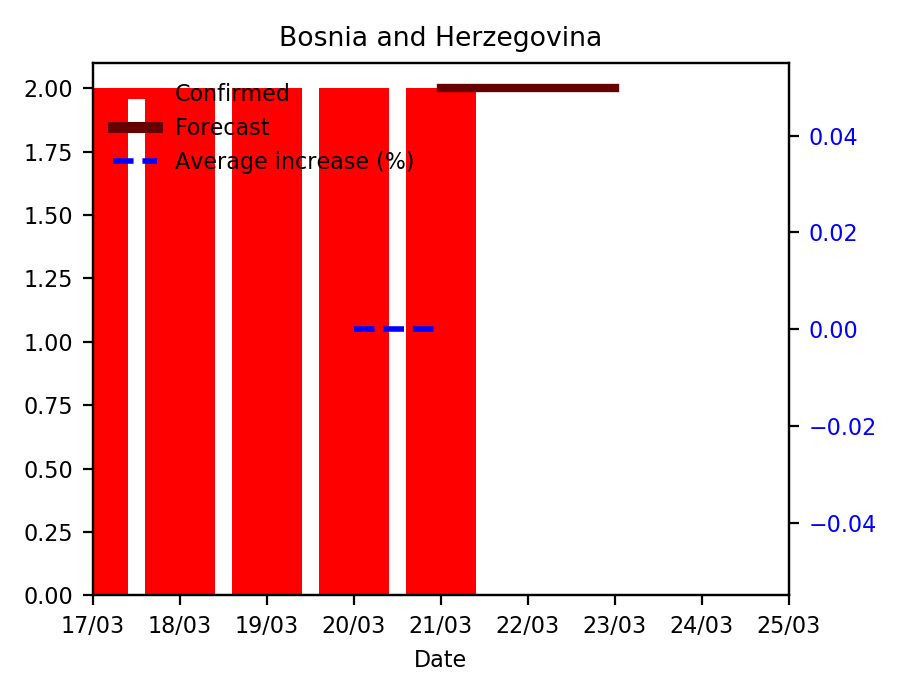 Bosnia and Herzegovina
Confirmed
Forecast
Average increase (%)
2.00
1.75
1.50
1.25
1.00
0.75
0.50
0.25
0.00
0.04
0.02
0.00
−0.02
−0.04
17/03 18/03 19/03 20/03 21/03 22/03 23/03 24/03 25/03
Date